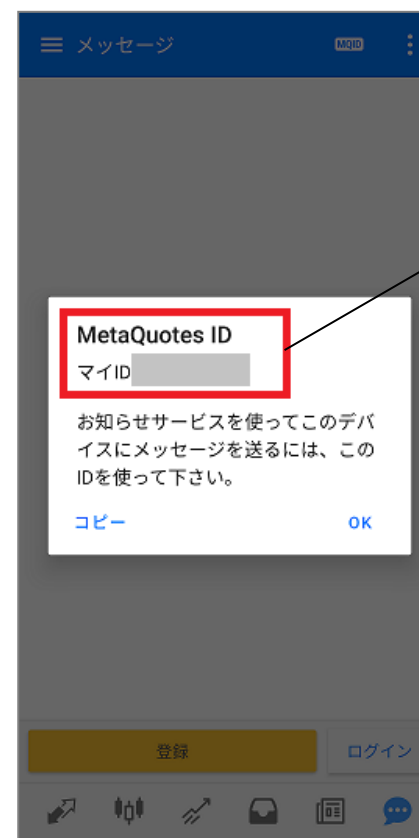 メッセージ
MQID
MetaQuotes ID
マイID
お知らせサービスを使ってこのデバ
イスにメッセージを送るには、この
IDを使って下さい。
コピー
OK
登録
ログイン